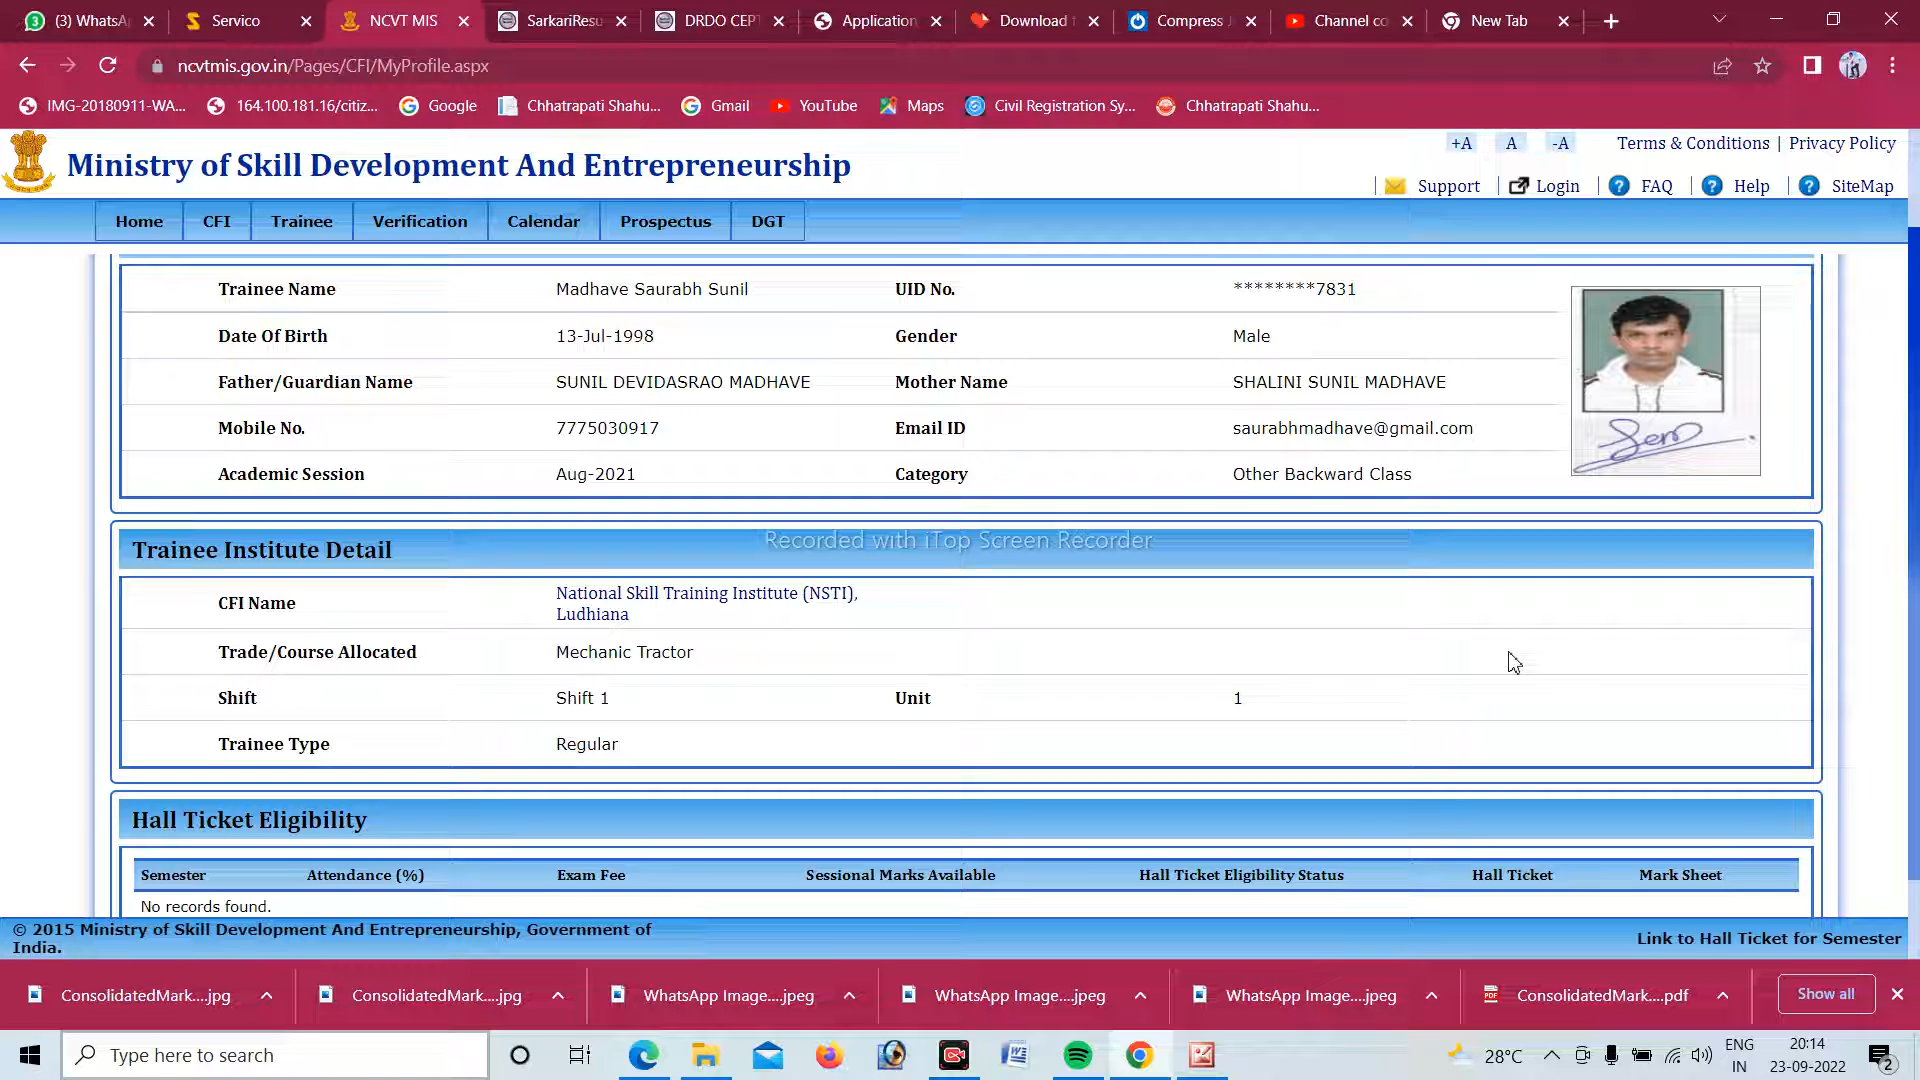 (3) WhatsA
Servico
NCVT MIS
SarkariResu
DRDO CEPT
Application
Download
Compress
Channel co
New Tab
ncvtmis.gov.in/Pages/CFI/MyProfile.aspx
IMG-20180911-WA...
164.100.181.16/citiz...
Google
Chhatrapati Shahu...
Gmail
YouTube
Maps
Civil Registration Sy...
Chhatrapati Shahu...
Ministry of Skill Development And Entrepreneurship
+A A -A
Terms & Conditions | Privacy Policy
Support Login FAQ Help SiteMap
Home CFI Trainee Verification Calendar Prospectus DGT
Trainee Name Madhave Saurabh Sunil UID No. ********7831
Date Of Birth 13-Jul-1998 Gender Male
Father/Guardian Name SUNIL DEVIDASRAO MADHAVE Mother Name SHALINI SUNIL MADHAVE
Mobile No. 7775030917 Email ID saurabhmadhave@gmail.com
Academic Session Aug-2021 Category Other Backward Class
Recorded with iTop Screen Recorder
Trainee Institute Detail
CFI Name National Skill Training Institute (NSTI),
Ludhiana
Trade/Course Allocated Mechanic Tractor
Shift Shift 1 Unit 1
Trainee Type Regular
Hall Ticket Eligibility
Semester Attendance (%) Exam Fee Sessional Marks Available Hall Ticket Eligibility Status Hall Ticket Mark Sheet
No records found.
© 2015 Ministry of Skill Development And Entrepreneurship, Government of
India.
Link to Hall Ticket for Semester
ConsolidatedMark....jpg
ConsolidatedMark....jpg
WhatsApp Image....jpeg
WhatsApp Image....jpeg
WhatsApp Image....jpeg
ConsolidatedMark....pdf
Show all
Type here to search
28°C
ENG
IN
20:14
23-09-2022
2